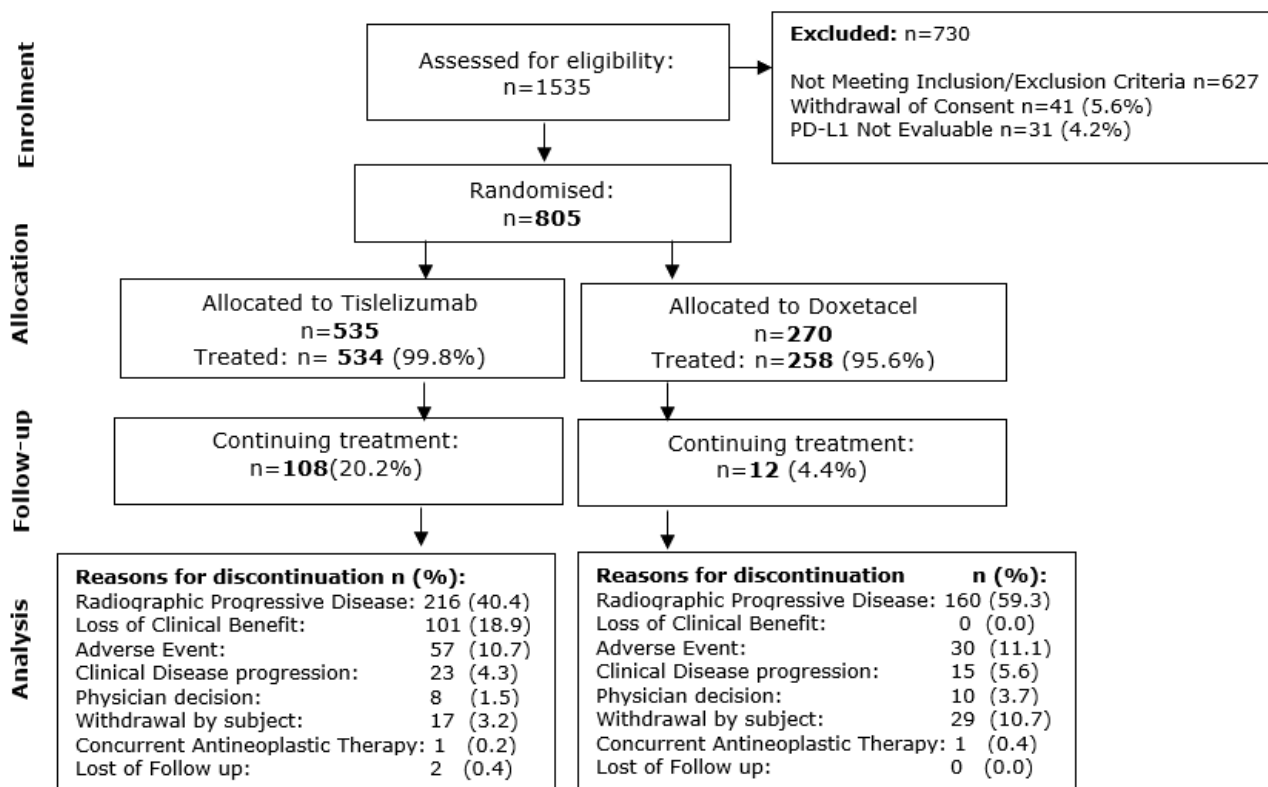 Enrolment
Assessed for eligibility:
n=1535
Excluded: n=730
Not Meeting Inclusion/Exclusion Criteria n=627
Withdrawal of Consent n=41 (5.6%)
PD-L1 Not Evaluable n=31 (4.2%)
Randomised:
n=805
Allocation
Allocated to Tislelizumab
n=535
Treated: n= 534 (99.8%)
Allocated to Doxetacel
n=270
Treated: n=258 (95.6%)
Follow-up
Continuing treatment:
n=108(20.2%)
Continuing treatment:
n=12 (4.4%)
Analysis
Reasons for discontinuation n (%):
Radiographic Progressive Disease: 216 (40.4)
Loss of Clinical Benefit: 101 (18.9)
Adverse Event: 57 (10.7)
Clinical Disease progression: 23 (4.3)
Physician decision: 8 (1.5)
Withdrawal by subject: 17 (3.2)
Concurrent Antineoplastic Therapy: 1 (0.2)
Lost of Follow up: 2 (0.4)
Reasons for discontinuation n (%):
Radiographic Progressive Disease: 160 (59.3)
Loss of Clinical Benefit: 0 (0.0)
Adverse Event: 30 (11.1)
Clinical Disease progression: 15 (5.6)
Physician decision: 10 (3.7)
Withdrawal by subject: 29 (10.7)
Concurrent Antineoplastic Therapy: 1 (0.4)
Lost of Follow up: 0 (0.0)